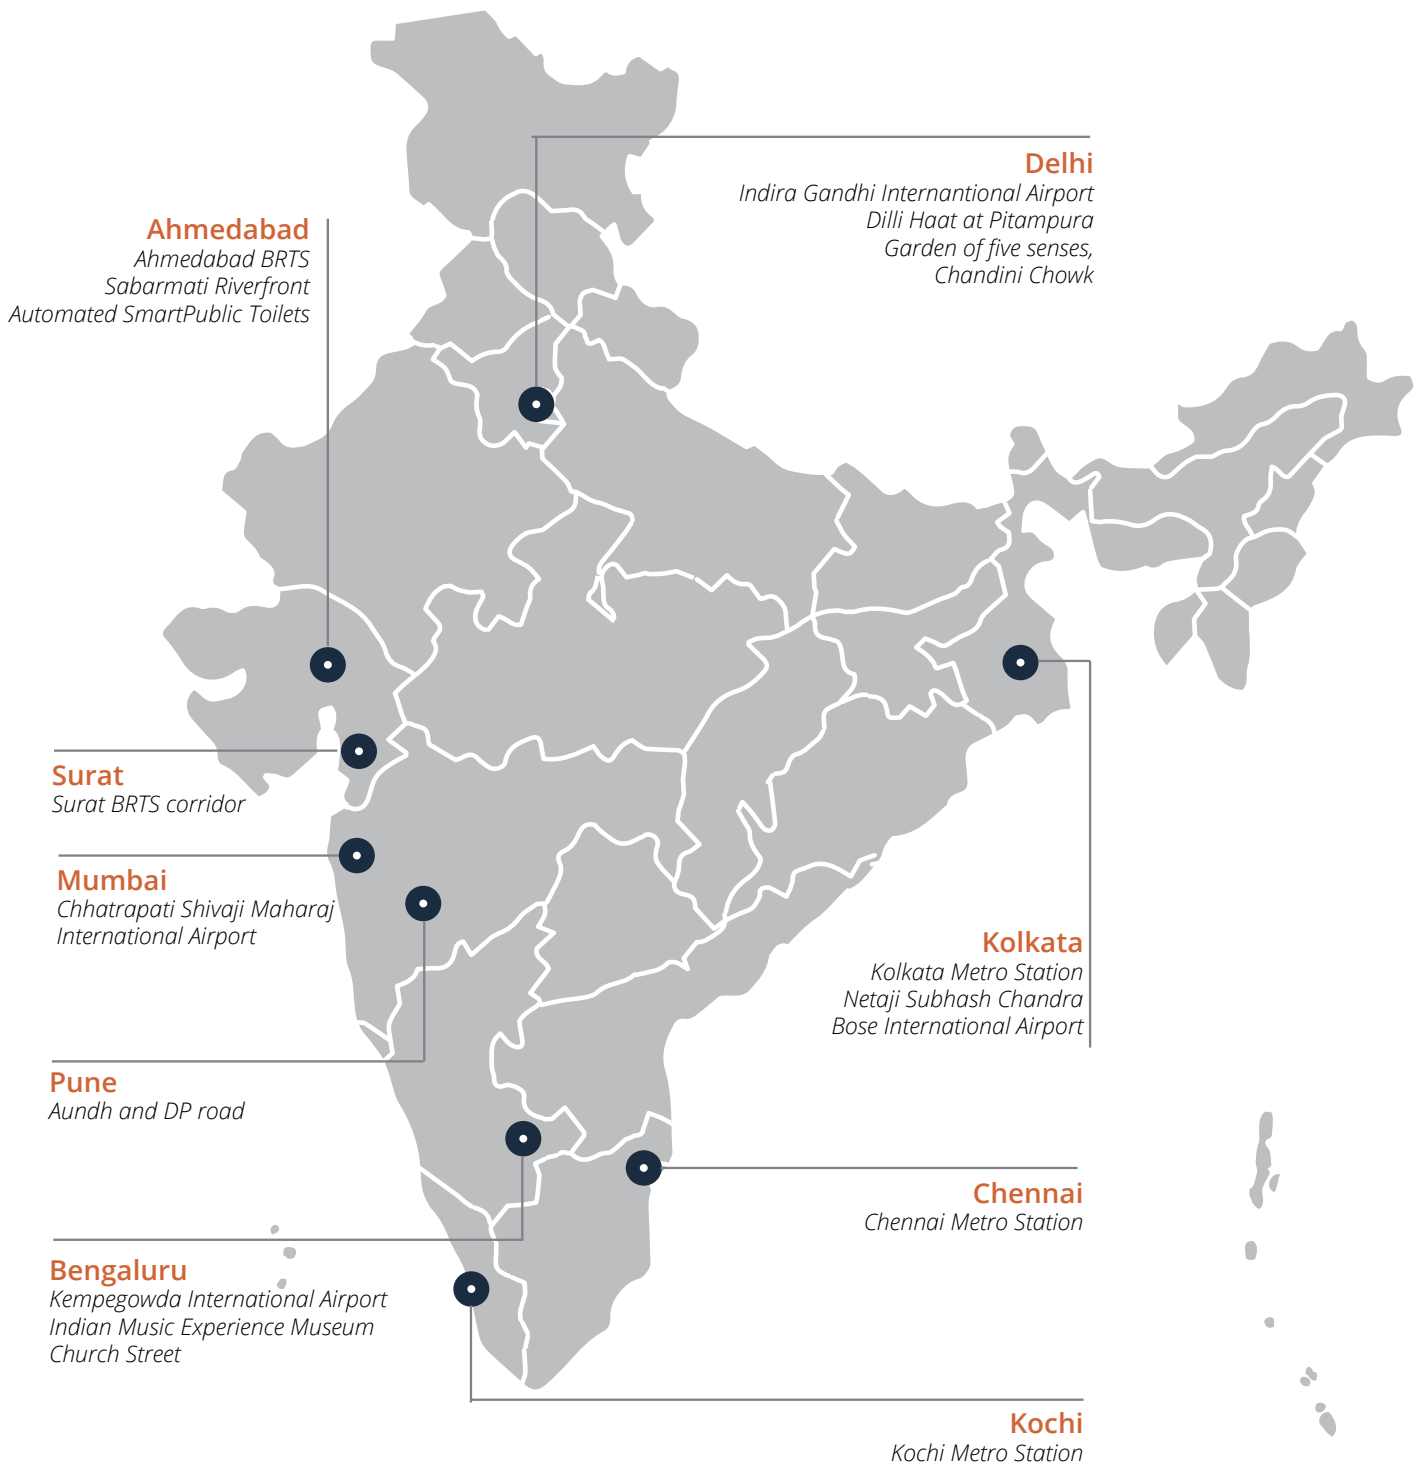 Delhi
Indira Gandhi Internantional Airport
Dilli Haat at Pitampura
Garden of five senses,
Chandini Chowk
Ahmedabad
Ahmedabad BRTS
Sabarmati Riverfront
Automated SmartPublic Toilets
Surat
Surat BRTS corridor
Mumbai
Chhatrapati Shivaji Maharaj
International Airport
Kolkata
Kolkata Metro Station
Netaji Subhash Chandra
Bose International Airport
Pune
Aundh and DP road
Chennai
Chennai Metro Station
Bengaluru
Kempegowda International Airport
Indian Music Experience Museum
Church Street
Kochi
Kochi Metro Station